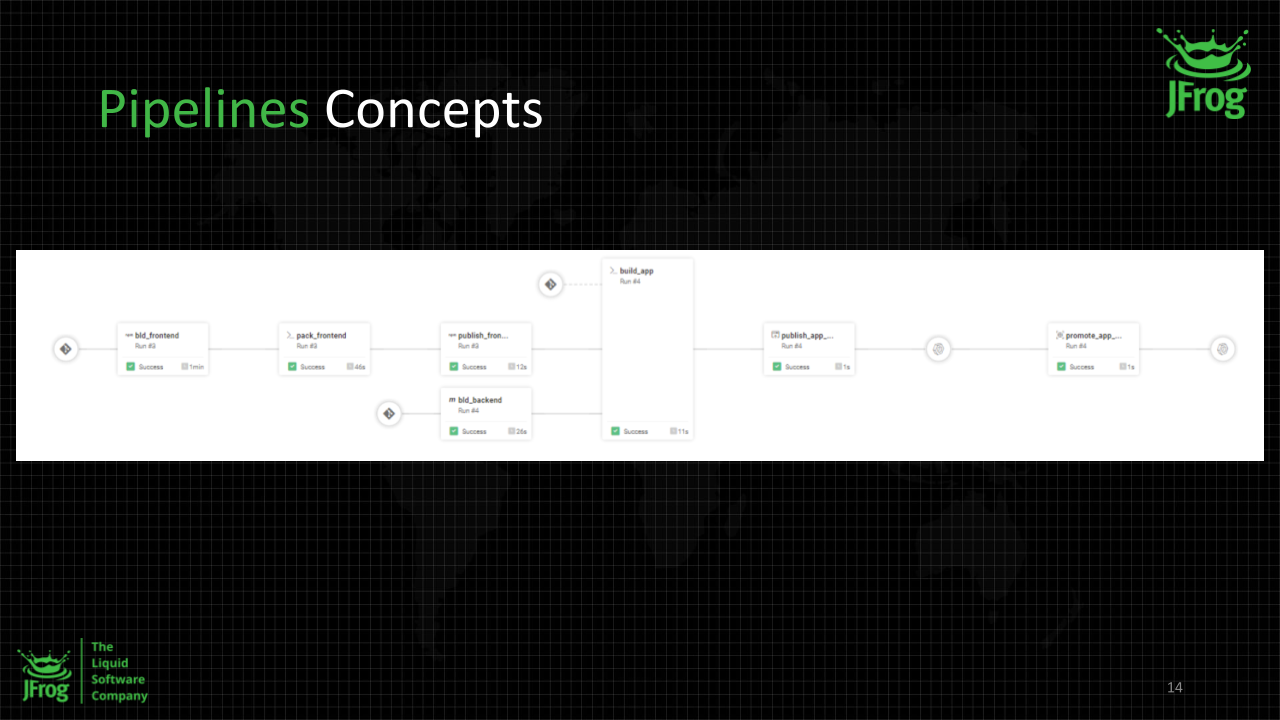 Pipelines Concepts
JFrog
build_app
Run #4
bld_frontend
Run #3
Success
1min
pack_frontend
Run #3
Success
46s
publish_fron...
Run #3
Success
12s
bld_backend
Run #4
Success
26s
Success
11s
publish_app_...
Run #4
Success
1s
promote_app_...
Run #4
Success
1s
JFrog
The
Liquid
Software
Company
14